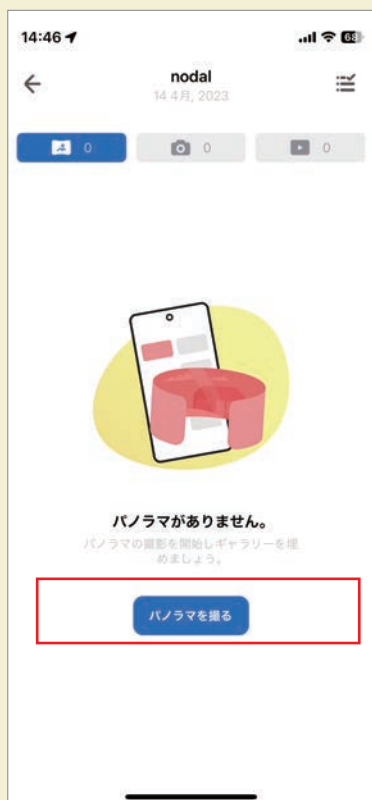 14:46
68
nodal
14 4月, 2023
0
0
0
パノラマがありません。
パノラマの撮影を開始しギャラリーを埋
めましょう。
パノラマを撮る